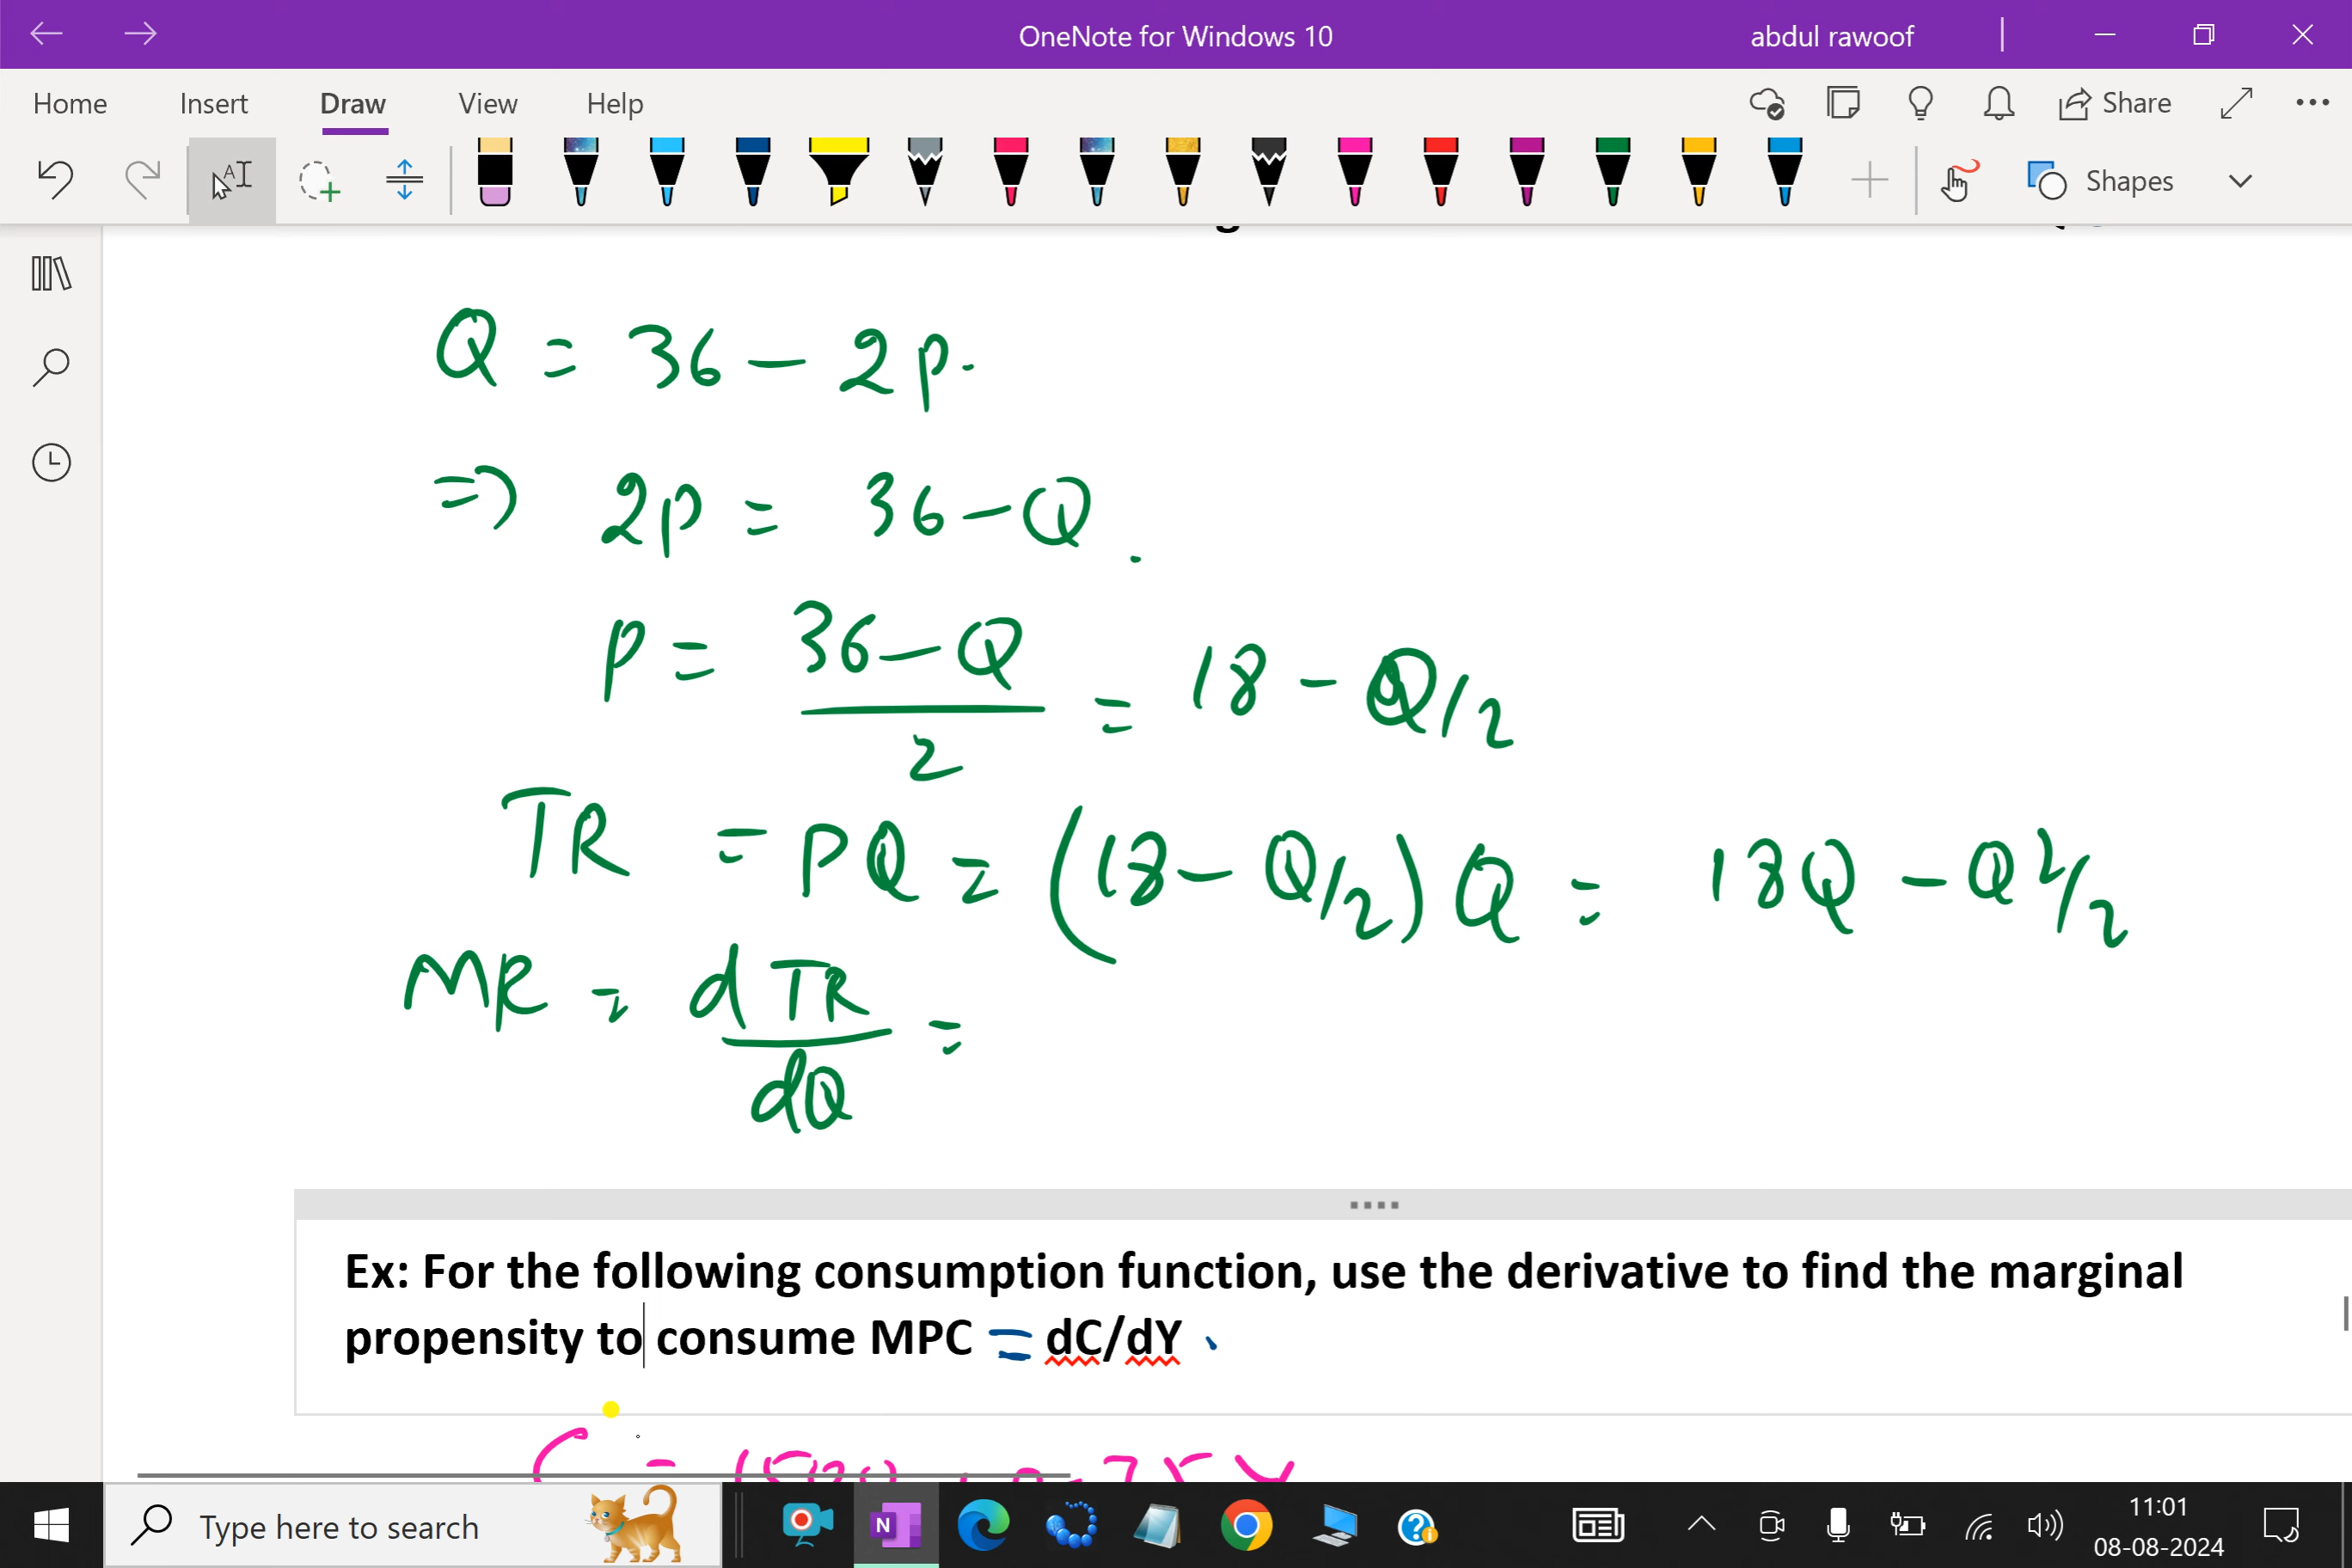 OneNote for Windows 10
abdul rawoof
Home Insert Draw View Help
Share
Shapes
Q = 36 - 2p.
=> 2p = 36 - Q.
p = 36 - Q / 2 = 18 - Q/2
TR = PQ = (18 - Q/2) Q = 18Q - Q²/2
MR = d TR / dQ =
Ex: For the following consumption function, use the derivative to find the marginal
propensity to consume MPC = dC/dY .
Type here to search
11:01
08-08-2024